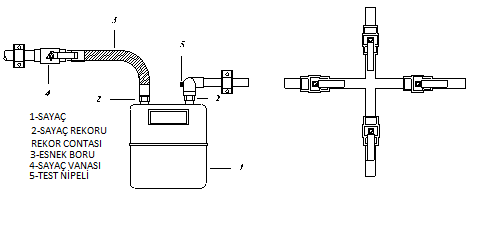 3
5
4
2
2
1
1-SAYAÇ
2-SAYAÇ REKORU
REKOR CONTASI
3-ESNEK BORU
4-SAYAÇ VANASI
5-TEST NİPELİ